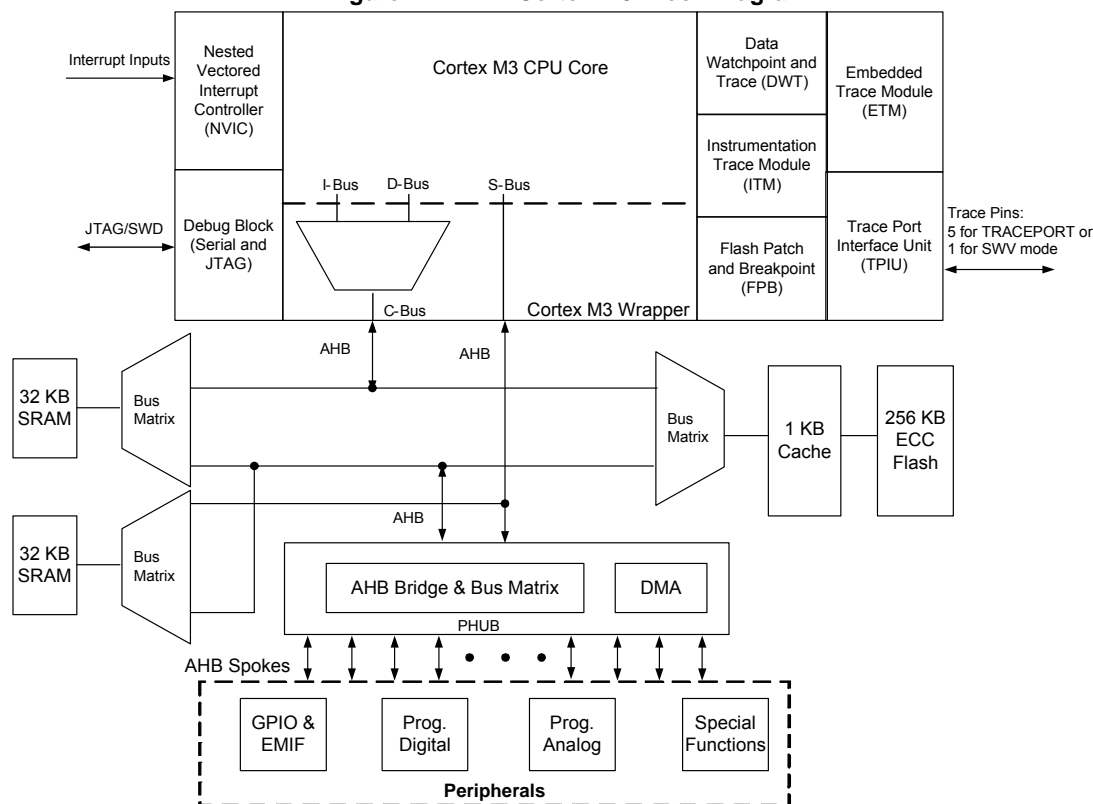 Interrupt Inputs
Nested
Vectored
Interrupt
Controller
(NVIC)
Cortex M3 CPU Core
Data
Watchpoint and
Trace (DWT)
Embedded
Trace Module
(ETM)
Instrumentation
Trace Module
(ITM)
I-Bus
D-Bus
S-Bus
JTAG/SWD
Debug Block
(Serial and
JTAG)
Flash Patch
and Breakpoint
(FPB)
Trace Port
Interface Unit
(TPIU)
Trace Pins:
5 for TRACEPORT or
1 for SWV mode
C-Bus
Cortex M3 Wrapper
AHB
AHB
32 KB
SRAM
Bus
Matrix
Bus
Matrix
1 KB
Cache
256 KB
ECC
Flash
AHB
32 KB
SRAM
Bus
Matrix
AHB Bridge & Bus Matrix
DMA
PHUB
AHB Spokes
GPIO &
EMIF
Prog.
Digital
Prog.
Analog
Special
Functions
Peripherals